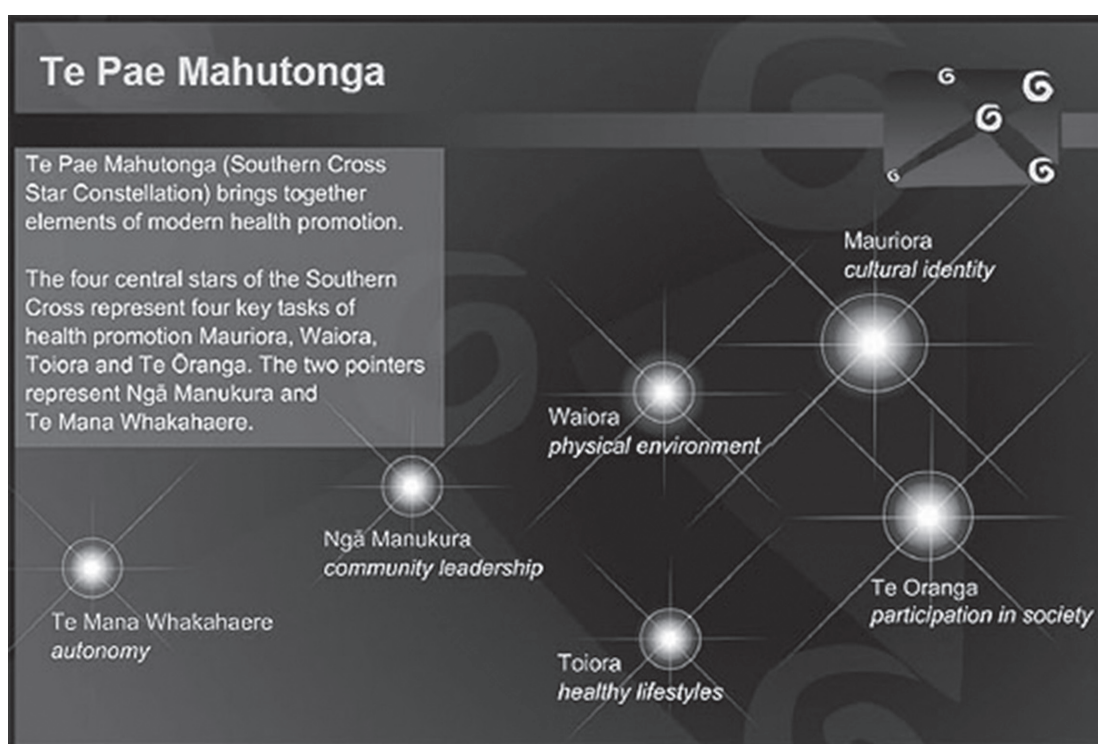 Te Pae Mahutonga
Te Pae Mahutonga (Southern Cross
Star Constellation) brings together
elements of modern health promotion.
The four central stars of the Southern
Cross represent four key tasks of
health promotion Mauriora, Waiora,
Toiora and Te Ōranga. The two pointers
represent Ngā Manukura and
Te Mana Whakahaere.
Mauriora
cultural identity
Waiora
physical environment
Ngā Manukura
community leadership
Te Mana Whakahaere
autonomy
Te Oranga
participation in society
Toiora
healthy lifestyles